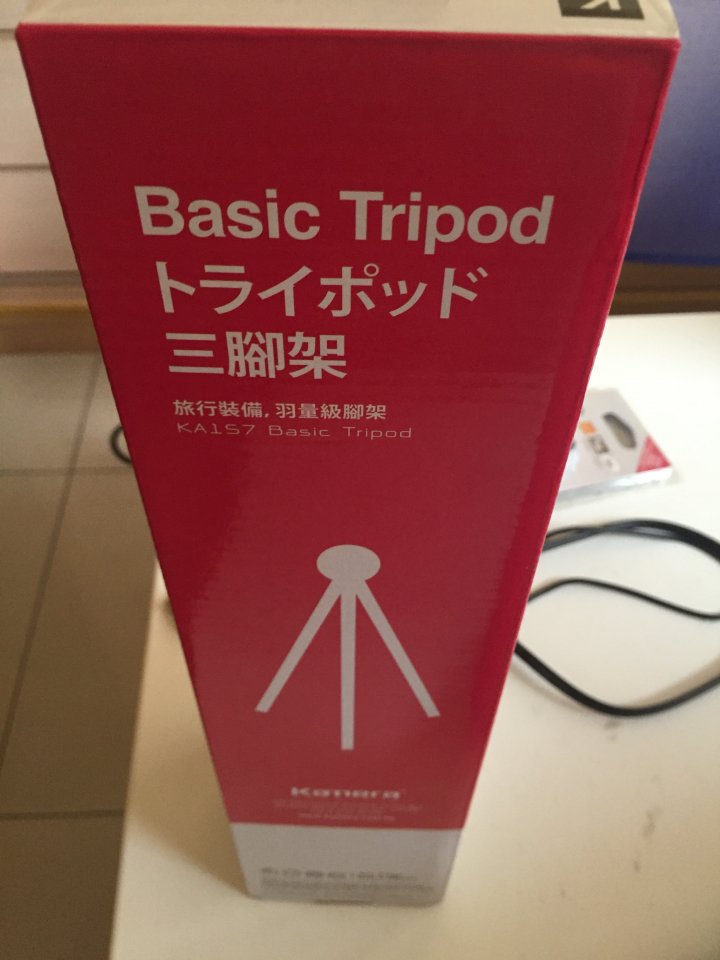 Basic Tripod
トライポッド
三腳架
旅行裝備, 羽量級腳架
KA1S7 Basic Tripod
Kamera